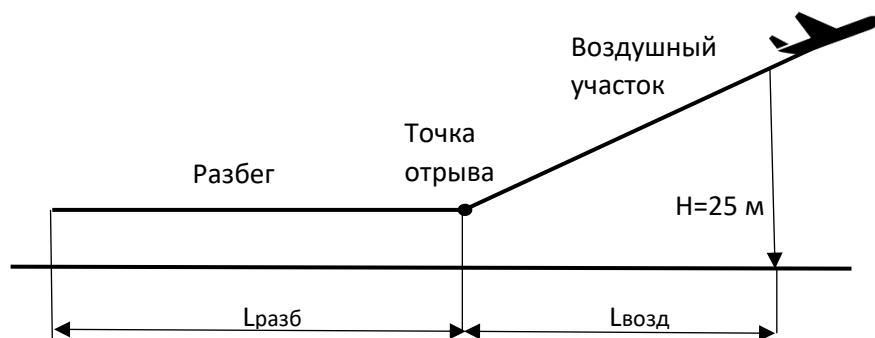 Воздушный
участок
Точка
отрыва
Разбег
H=25 м
Lразб
Lвозд